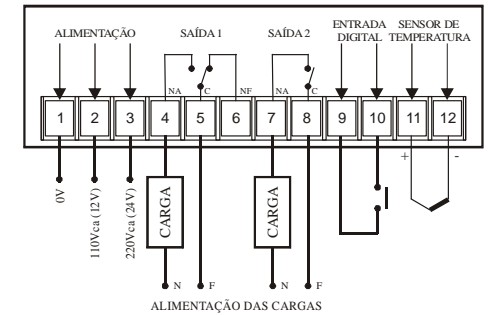 ALIMENTAÇÃO
SAÍDA 1
SAÍDA 2
ENTRADA
DIGITAL
SENSOR DE
TEMPERATURA
NA
C
NF
NA
C
1
2
3
4
5
6
7
8
9
10
11
12
+
-
0V
110Vca (12V)
220Vca (24V)
CARGA
CARGA
N
F
N
F
ALIMENTAÇÃO DAS CARGAS